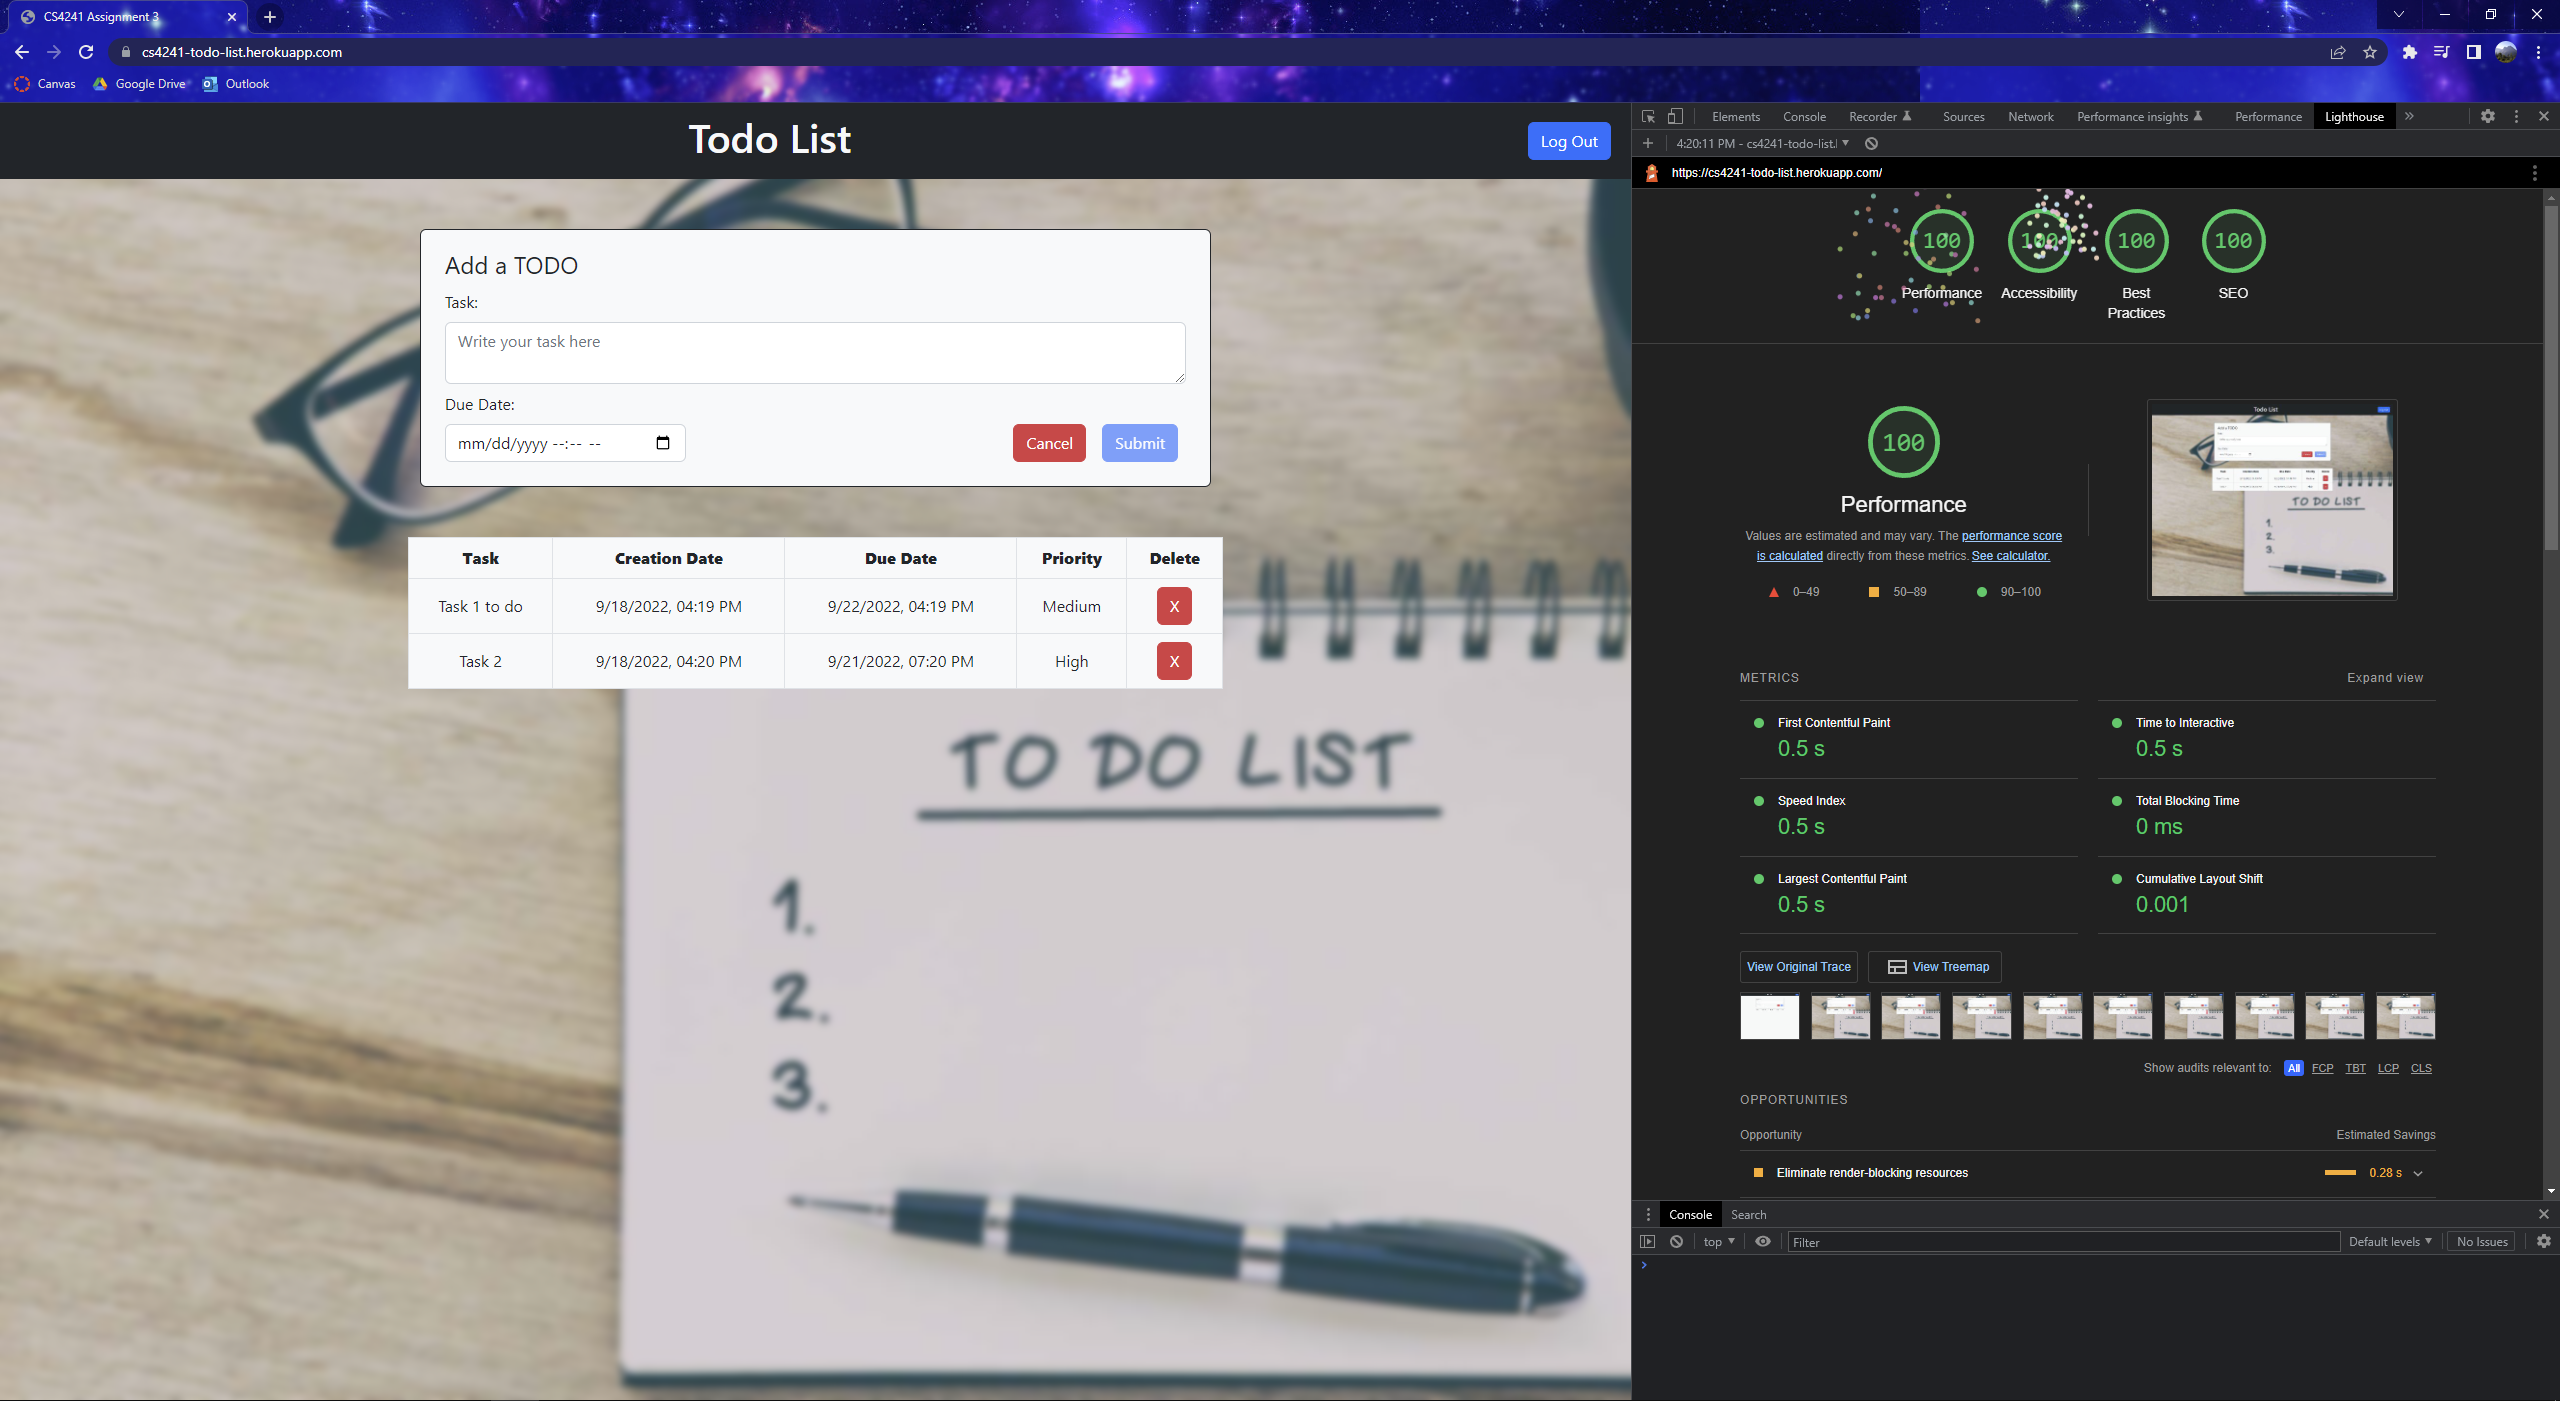 CS4241 Assignment 3
cs4241-todo-list.herokuapp.com
Canvas Google Drive Outlook
Todo List
Log Out
Add a TODO
Task:
Write your task here
Due Date:
mm/dd/yyyy --:-- --
Cancel Submit
Task Creation Date Due Date Priority Delete
Task 1 to do 9/18/2022, 04:19 PM 9/22/2022, 04:19 PM Medium X
Task 2 9/18/2022, 04:20 PM 9/21/2022, 07:20 PM High X
TO DO LIST
1.
2.
3.
Elements Console Recorder Sources Network Performance insights Performance Lighthouse
4:20:11 PM - cs4241-todo-list.
https://cs4241-todo-list.herokuapp.com/
100 100 100 100
Performance Accessibility Best Practices SEO
100
Performance
Values are estimated and may vary. The performance score
is calculated directly from these metrics. See calculator.
0–49 50–89 90–100
Todo List
TO DO LIST
1.
2.
3.
METRICS Expand view
First Contentful Paint
0.5 s
Time to Interactive
0.5 s
Speed Index
0.5 s
Total Blocking Time
0 ms
Largest Contentful Paint
0.5 s
Cumulative Layout Shift
0.001
View Original Trace View Treemap
Show audits relevant to: All FCP TBT LCP CLS
OPPORTUNITIES
Opportunity Estimated Savings
Eliminate render-blocking resources 0.28 s
Console Search
top Filter Default levels No Issues